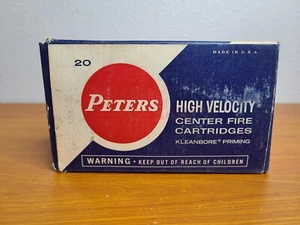 20
MADE IN U.S.A.
PETERS
HIGH VELOCITY
CENTER FIRE
CARTRIDGES
KLEANBORE® PRIMING
WARNING • KEEP OUT OF REACH OF CHILDREN